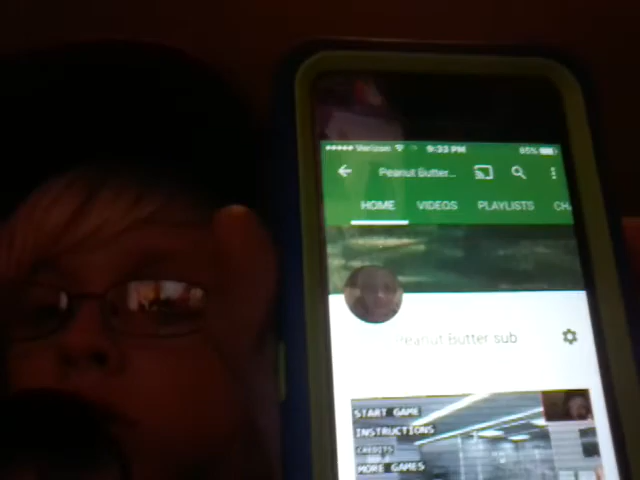 Verizon 9:33 PM 65%
Peanut Butter...
HOME VIDEOS PLAYLISTS CH
Peanut Butter sub
START GAME
INSTRUCTIONS
CREDITS
MORE GAMES